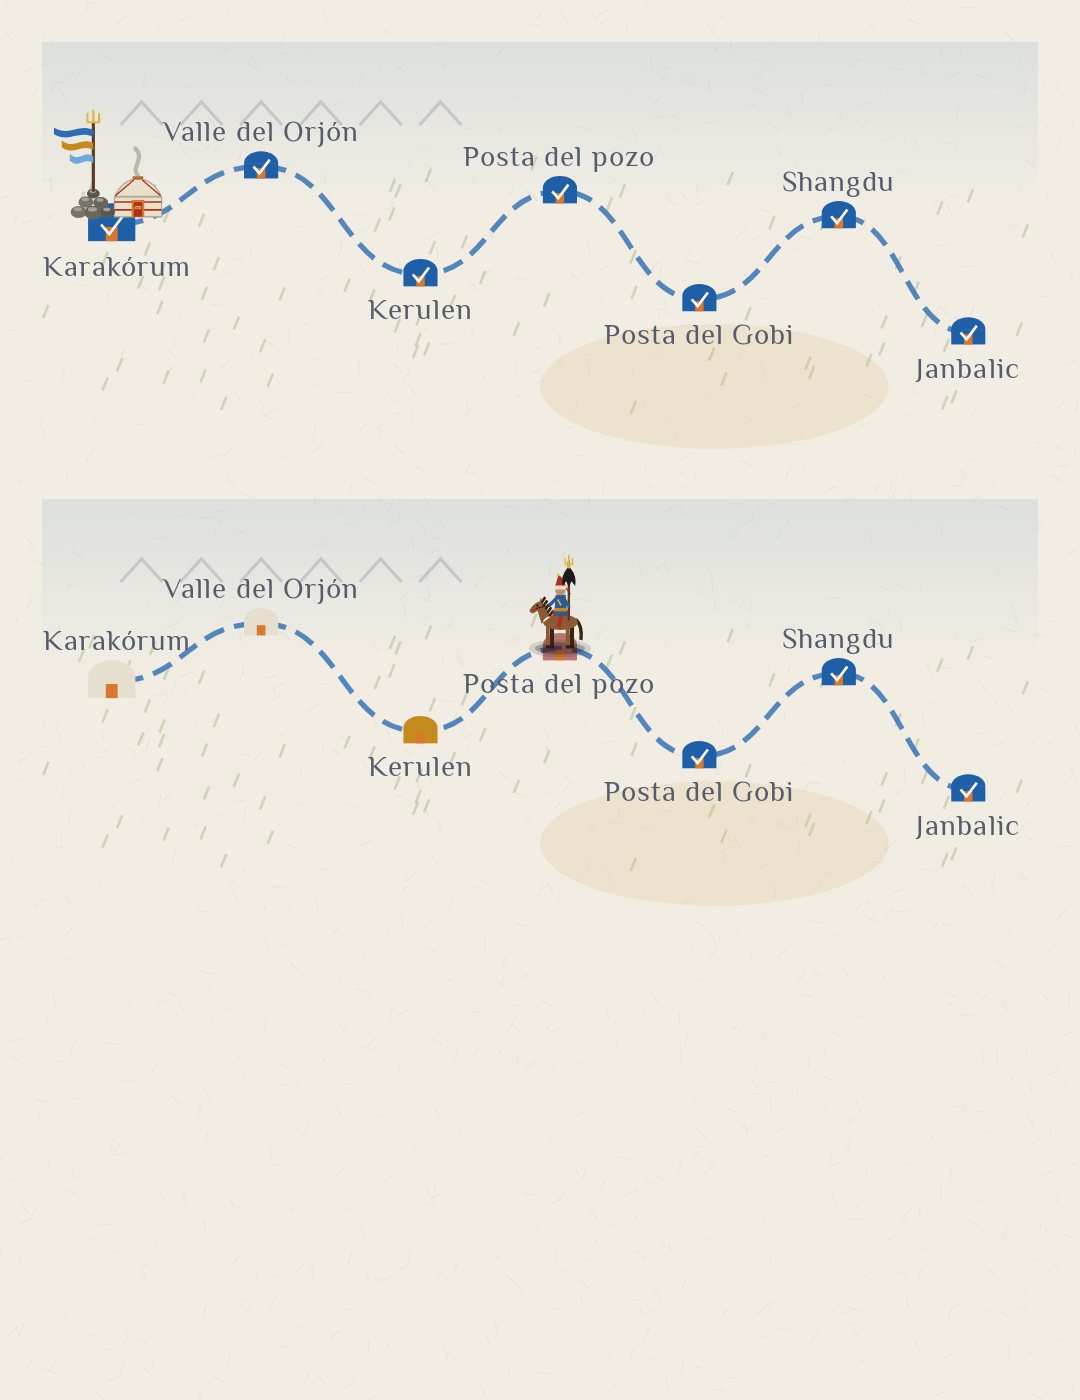 Valle del Orjón
Posta del pozo
Shangdu
Karakórum
Kerulen
Posta del Gobi
Janbalic
Valle del Orjón
Karakórum
Shangdu
Posta del pozo
Kerulen
Posta del Gobi
Janbalic